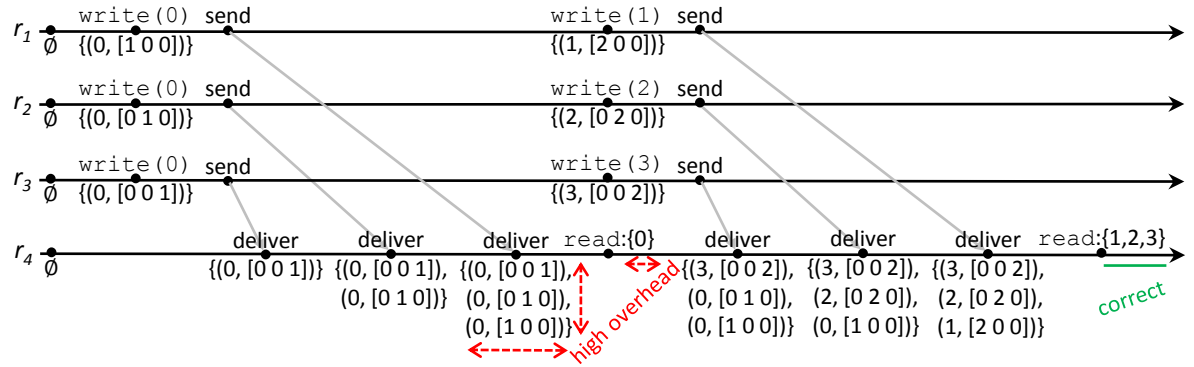 write(0) send write(1) send
r1 ∅ {(0, [1 0 0])} {(1, [2 0 0])}
write(0) send write(2) send
r2 ∅ {(0, [0 1 0])} {(2, [0 2 0])}
write(0) send write(3) send
r3 ∅ {(0, [0 0 1])} {(3, [0 0 2])}
deliver deliver deliver read:{0} deliver deliver deliver read:{1,2,3}
r4 ∅ {(0, [0 0 1])} {(0, [0 0 1]), {(0, [0 0 1]), {(3, [0 0 2]), {(3, [0 0 2]), {(3, [0 0 2]),
(0, [0 1 0])} (0, [0 1 0]), (0, [0 1 0]), (2, [0 2 0]), (2, [0 2 0]),
(0, [1 0 0])} (0, [1 0 0])} (0, [1 0 0])} (1, [2 0 0])}
high overhead
correct